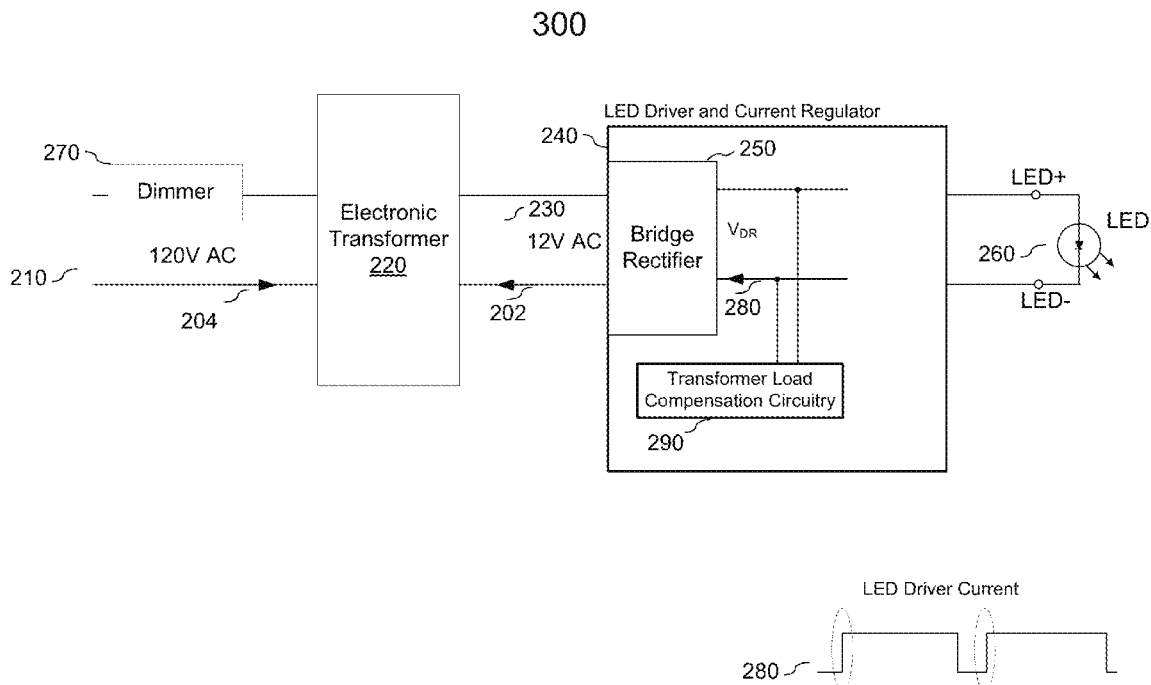 300
LED Driver and Current Regulator
240
270
250
Dimmer
LED+
230
Electronic
Transformer
220
LED
120V AC
12V AC
Bridge
Rectifier
VDR
260
210
280
LED-
204
202
Transformer Load
Compensation Circuitry
290
LED Driver Current
280